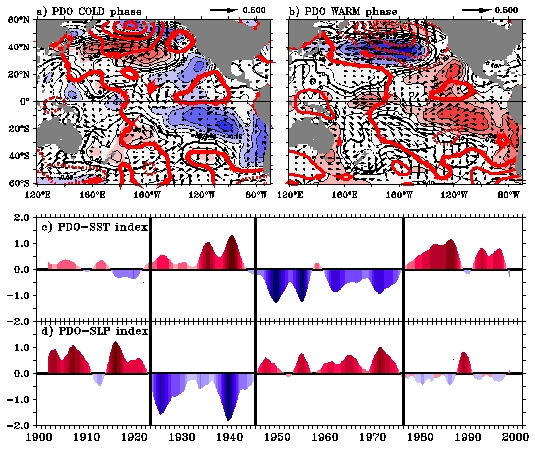 a) PDO COLD phase 0.500
b) PDO WARM phase 0.500
60°N
40°N
20°N
0°
20°S
40°S
60°S
120°E 160°E 160°W 120°W 80°W
120°E 160°E 160°W 120°W 80°W
c) PDO-SST index
2.0
1.0
0.0
-1.0
-2.0
d) PDO-SLP index
1.0
0.0
-1.0
-2.0
1900 1910 1920 1930 1940 1950 1960 1970 1980 1990 2000